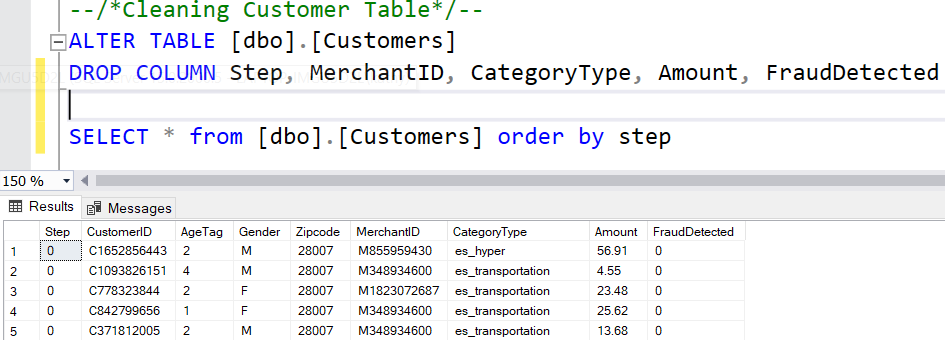 --/*Cleaning Customer Table*/--
ALTER TABLE [dbo].[Customers]
DROP COLUMN Step, MerchantID, CategoryType, Amount, FraudDetected
SELECT * from [dbo].[Customers] order by step
150 %
Results Messages
Step CustomerID AgeTag Gender Zipcode MerchantID CategoryType Amount FraudDetected
1 0 C1652856443 2 M 28007 M855959430 es_hyper 56.91 0
2 0 C1093826151 4 M 28007 M348934600 es_transportation 4.55 0
3 0 C778323844 2 F 28007 M1823072687 es_transportation 23.48 0
4 0 C842799656 1 F 28007 M348934600 es_transportation 25.62 0
5 0 C371812005 2 M 28007 M348934600 es_transportation 13.68 0